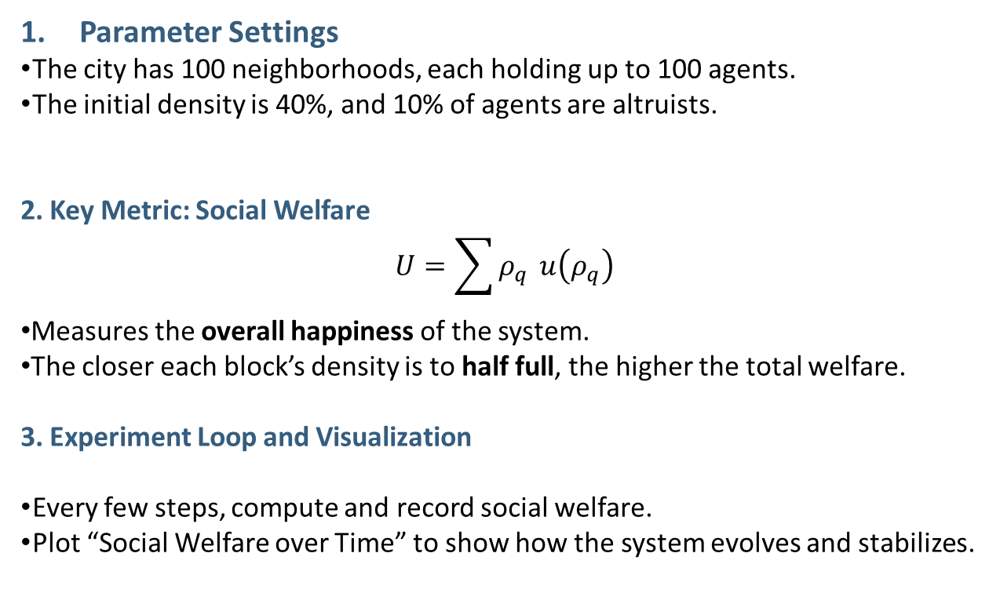 1. Parameter Settings
•The city has 100 neighborhoods, each holding up to 100 agents.
•The initial density is 40%, and 10% of agents are altruists.
2. Key Metric: Social Welfare
U = ∑ ρq u(ρq)
•Measures the overall happiness of the system.
•The closer each block’s density is to half full, the higher the total welfare.
3. Experiment Loop and Visualization
•Every few steps, compute and record social welfare.
•Plot “Social Welfare over Time” to show how the system evolves and stabilizes.